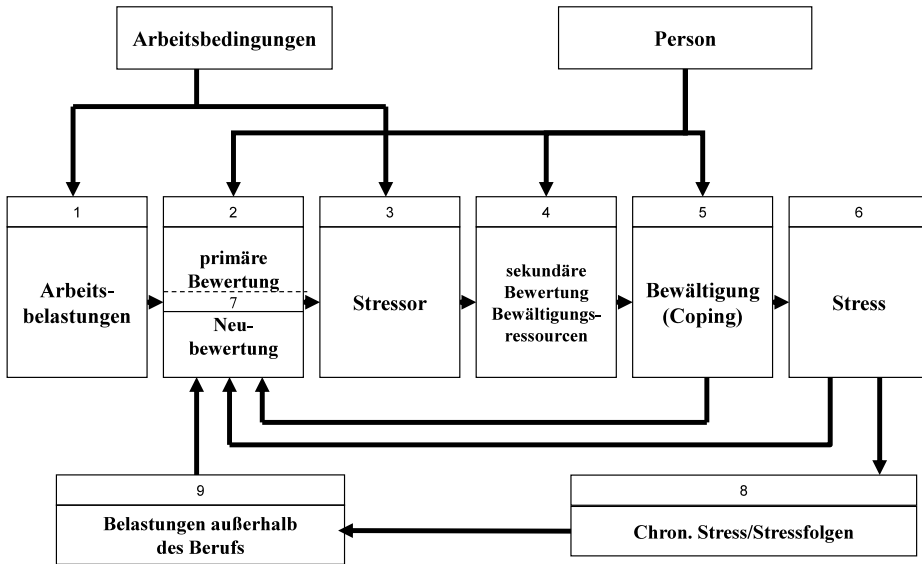 Arbeitsbedingungen
Person
1
2
3
4
5
6
Arbeits-
belastungen
primäre
Bewertung
7
Neu-
bewertung
Stressor
sekundäre
Bewertung
Bewältigungs-
ressourcen
Bewältigung
(Coping)
Stress
9
Belastungen außerhalb
des Berufs
8
Chron. Stress/Stressfolgen